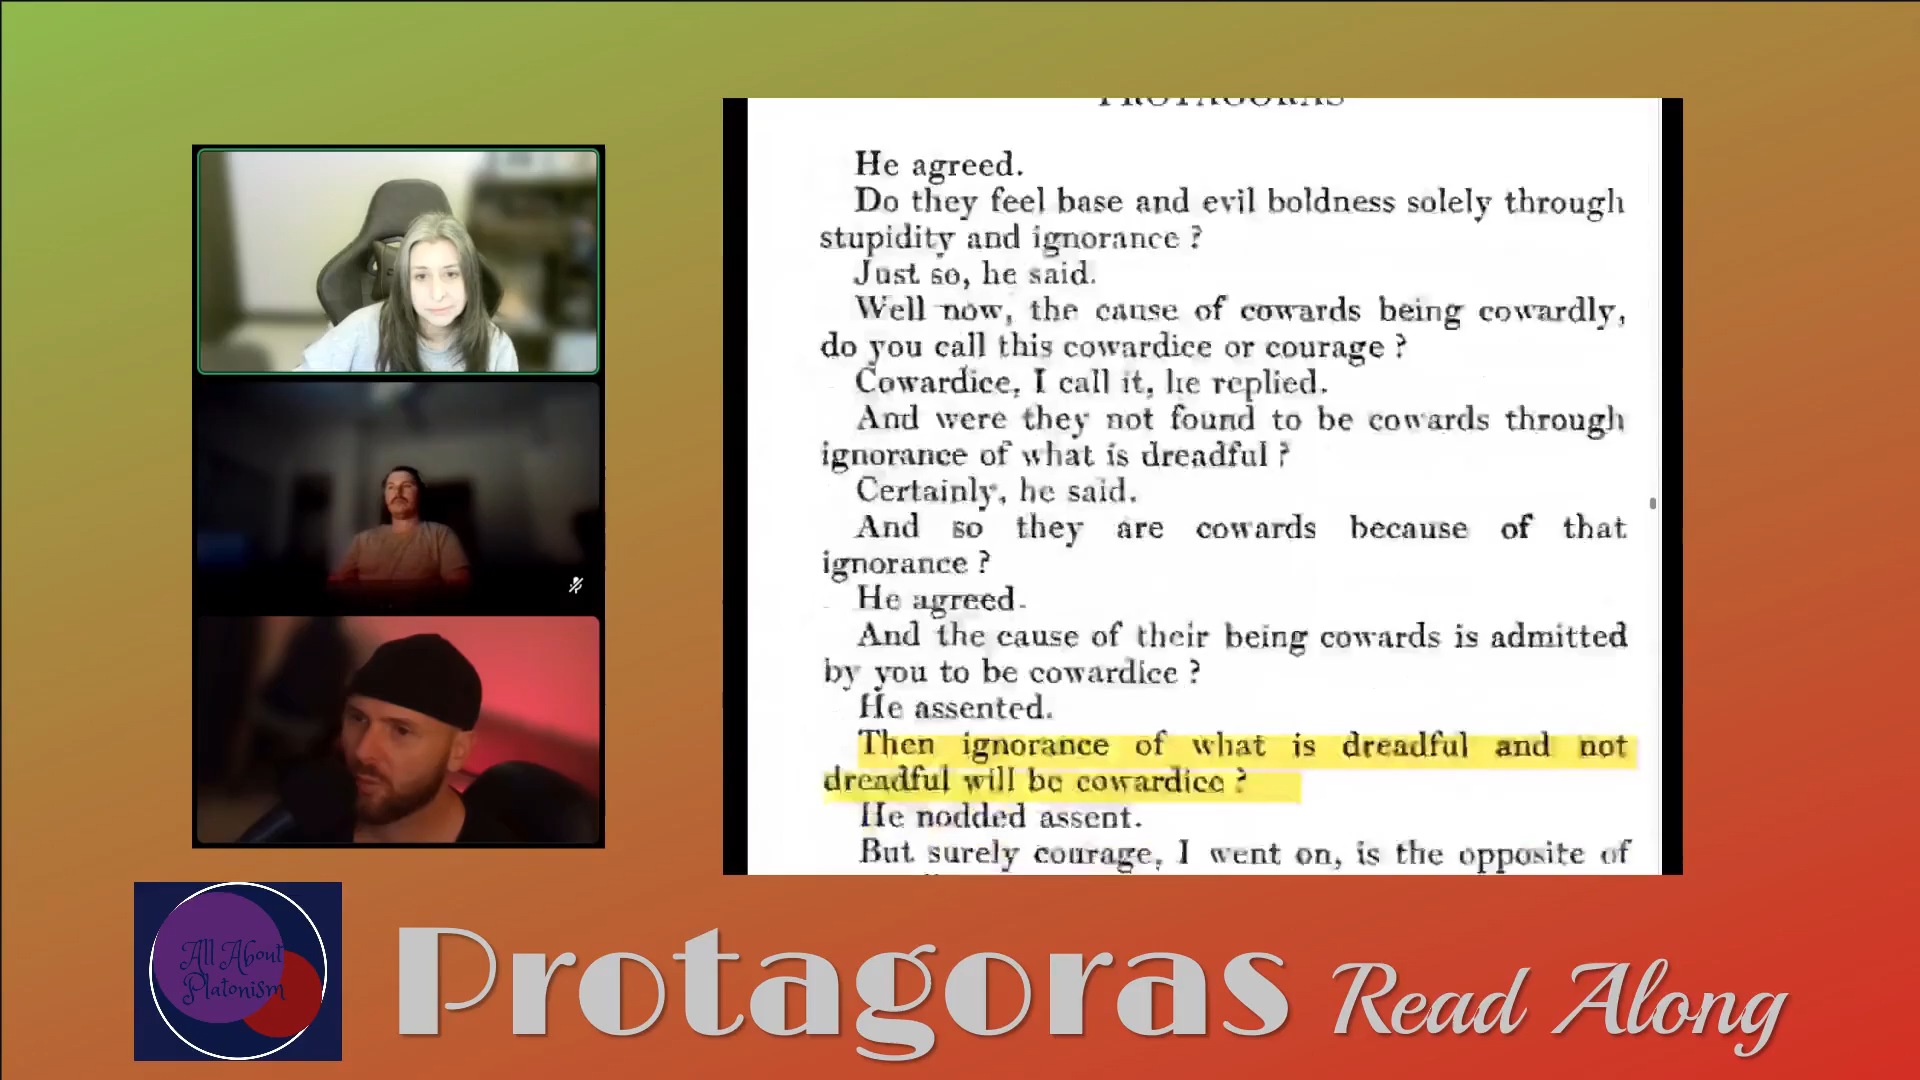 PROTAGORAS
He agreed.
Do they feel base and evil boldness solely through
stupidity and ignorance ?
Just so, he said.
Well now, the cause of cowards being cowardly,
do you call this cowardice or courage ?
Cowardice, I call it, he replied.
And were they not found to be cowards through
ignorance of what is dreadful ?
Certainly, he said.
And so they are cowards because of that
ignorance ?
He agreed.
And the cause of their being cowards is admitted
by you to be cowardice ?
He assented.
Then ignorance of what is dreadful and not
dreadful will be cowardice ?
He nodded assent.
But surely courage, I went on, is the opposite of
All About
Platonism
Protagoras Read Along